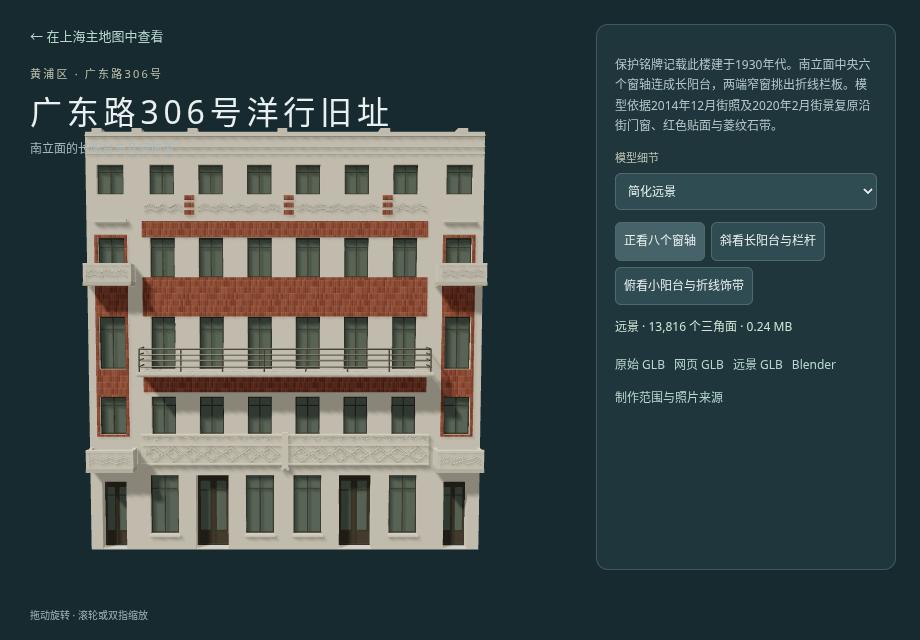 ← 在上海主地图中查看
黄浦区 · 广东路306号
广东路306号洋行旧址
南立面的长
保护铭牌记载此楼建于1930年代。南立面中央六
个窗轴连成长阳台，两端窄窗挑出折线栏板。模
型依据2014年12月街照及2020年2月街景复原沿
街门窗、红色贴面与菱纹石带。
模型细节
简化远景
正看八个窗轴
斜看长阳台与栏杆
俯看小阳台与折线饰带
远景 · 13,816 个三角面 · 0.24 MB
原始 GLB 网页 GLB 远景 GLB Blender
制作范围与照片来源
拖动旋转 · 滚轮或双指缩放